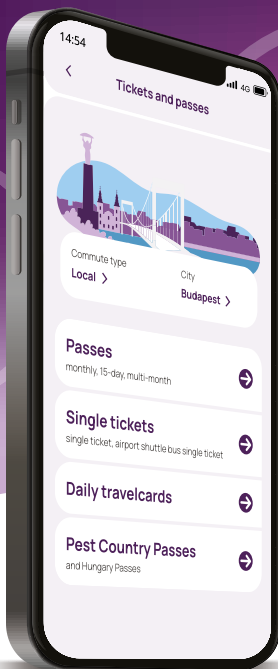 14:54
4G
Tickets and passes
Commute type
Local
City
Budapest
Passes
monthly, 15-day, multi-month
Single tickets
single ticket, airport shuttle bus single ticket
Daily travelcards
Pest Country Passes
and Hungary Passes